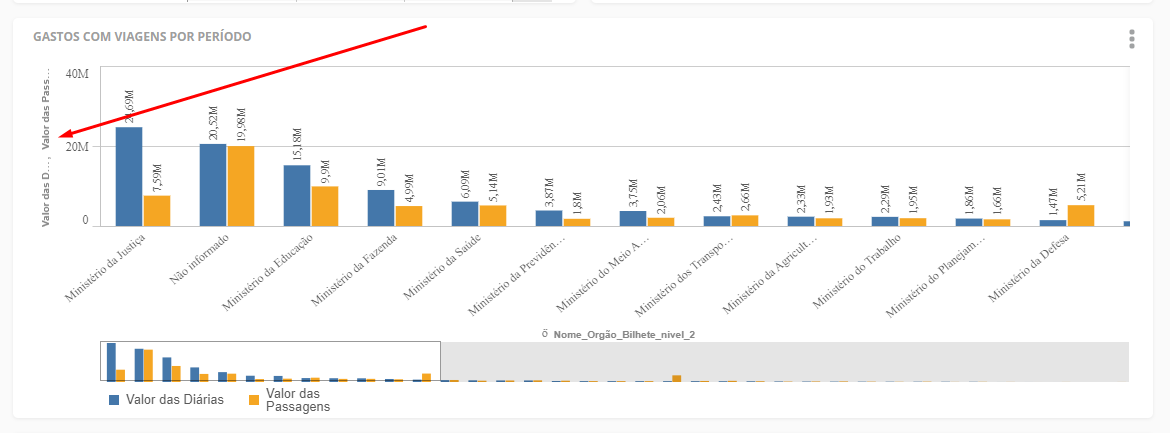 GASTOS COM VIAGENS POR PERÍODO
Valor das D..., Valor das Pass...
40M
20M
0
7,59M
20,52M
19,98M
15,18M
9,9M
9,01M
4,99M
6,09M
5,14M
3,87M
1,8M
3,75M
2,06M
2,43M
2,66M
2,33M
1,93M
2,29M
1,95M
1,86M
1,66M
1,47M
5,21M
Ministério da Justiça
Não informado
Ministério da Educação
Ministério da Fazenda
Ministério da Saúde
Ministério da Previdên...
Ministério do Meio A...
Ministério dos Transpo...
Ministério da Agricult...
Ministério do Trabalho
Ministério do Planejam...
Ministério da Defesa
Nome_Orgão_Bilhete_nivel_2
Valor das Diárias
Valor das
Passagens